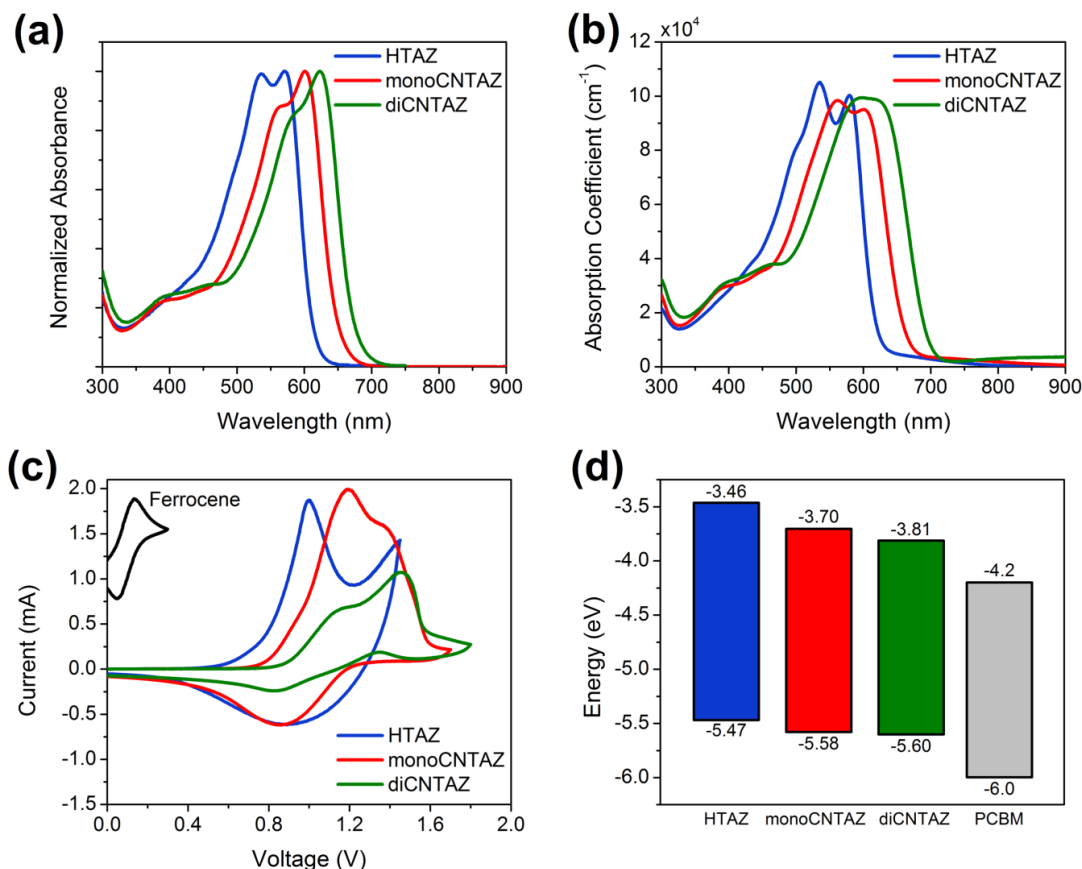 (a)
HTAZ
monoCNTAZ
diCNTAZ
Normalized Absorbance
300 400 500 600 700 800 900
Wavelength (nm)
(b)
x10⁴
HTAZ
monoCNTAZ
diCNTAZ
12
10
8
6
4
2
0
Absorption Coefficient (cm⁻¹)
300 400 500 600 700 800 900
Wavelength (nm)
(c)
Ferrocene
2.0
1.5
1.0
0.5
0.0
-0.5
-1.0
-1.5
Current (mA)
HTAZ
monoCNTAZ
diCNTAZ
0.0 0.4 0.8 1.2 1.6 2.0
Voltage (V)
(d)
-3.5
-4.0
-4.5
-5.0
-5.5
-6.0
Energy (eV)
-3.46
-3.70
-3.81
-4.2
-5.47
-5.58
-5.60
-6.0
HTAZ monoCNTAZ diCNTAZ PCBM